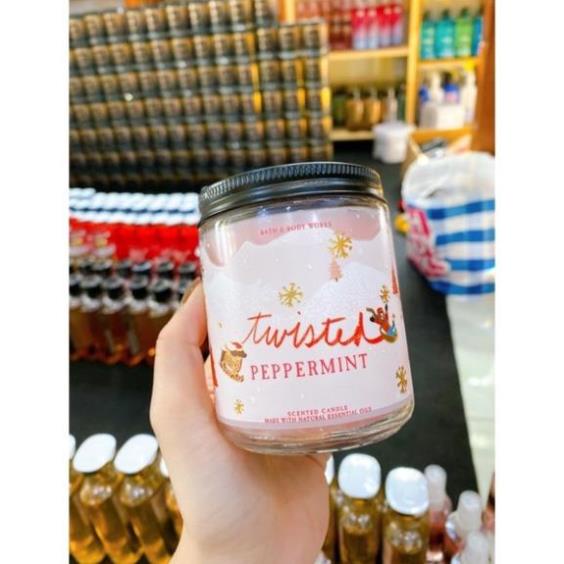 BATH & BODY WORKS
twisted
PEPPERMINT
SCENTED CANDLE
MADE WITH NATURAL ESSENTIAL OILS